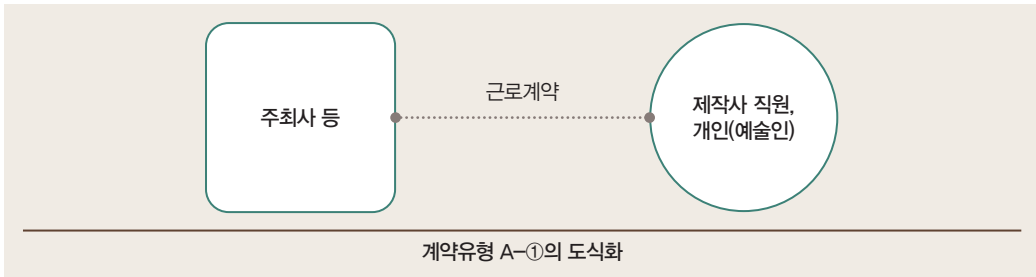 주최사 등
근로계약
제작사 직원,
개인(예술인)
계약유형 A-①의 도식화